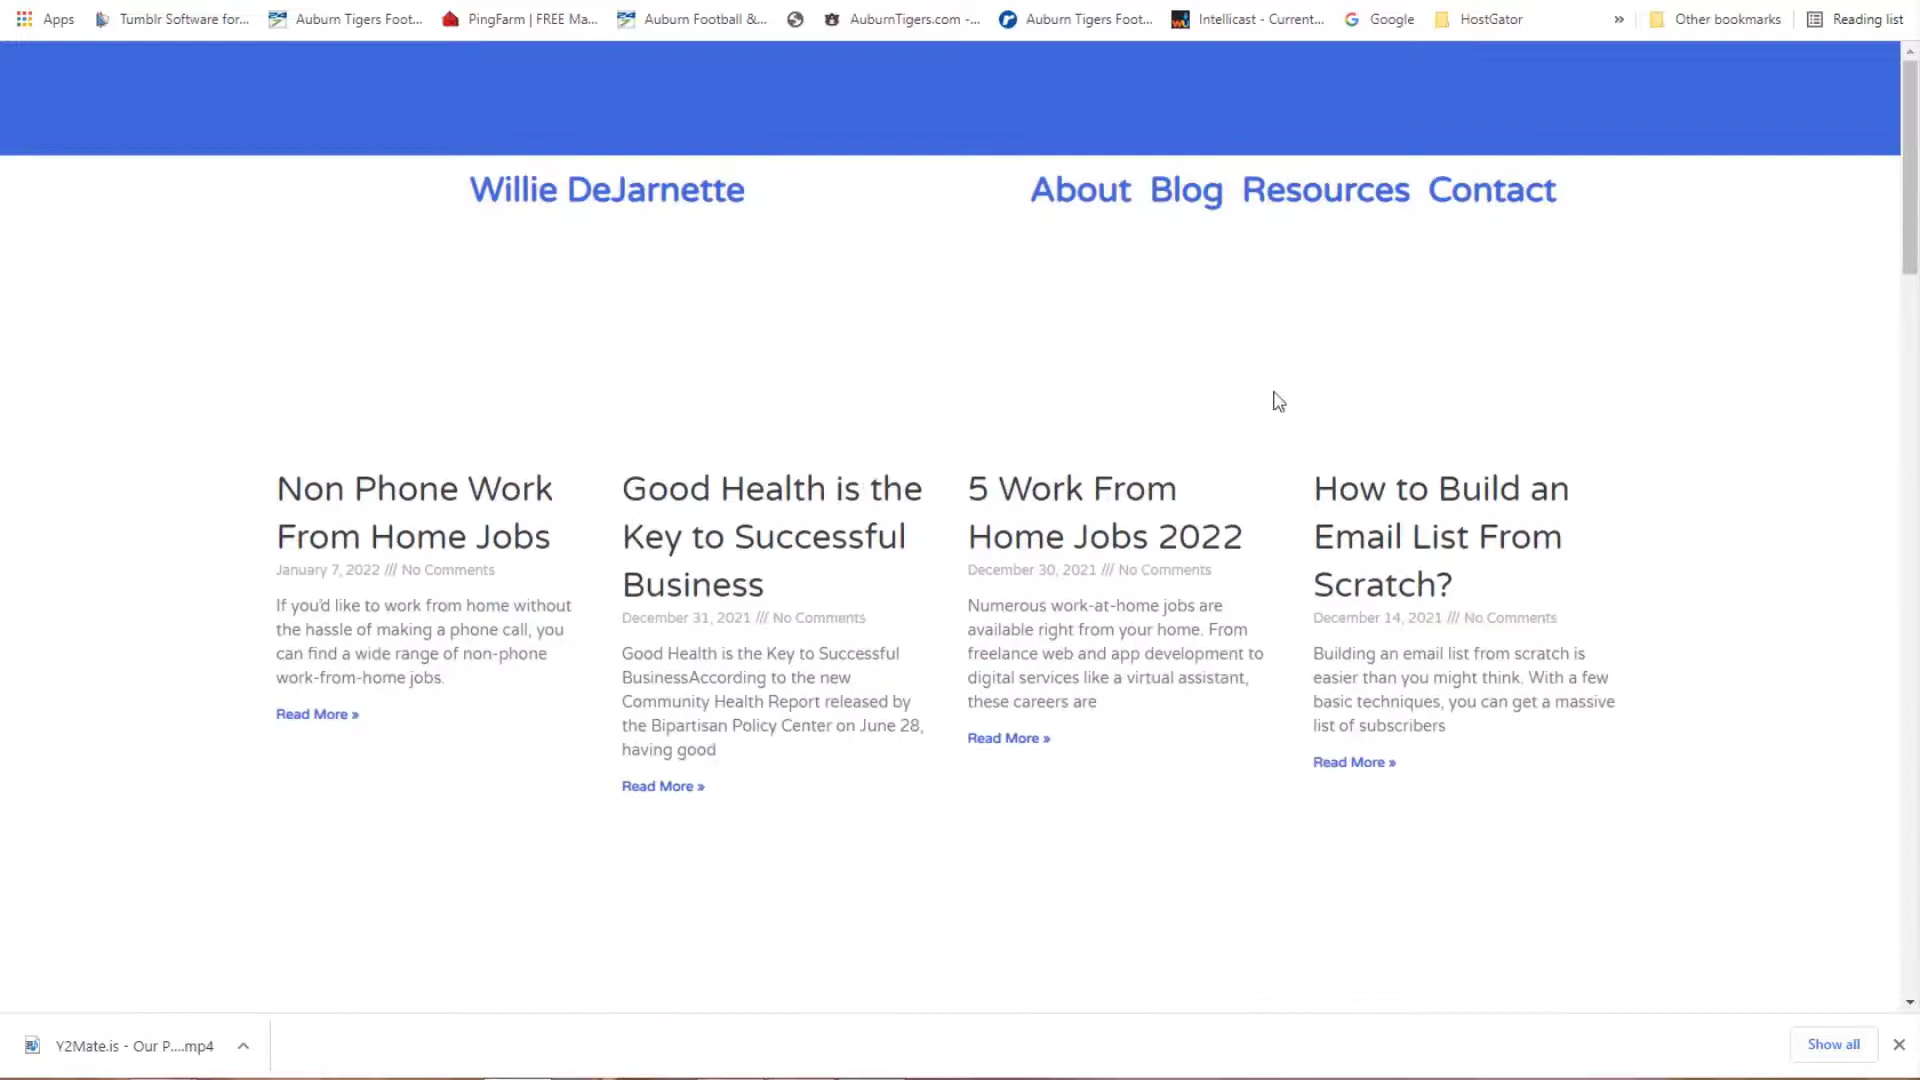 Apps Tumblr Software for... Auburn Tigers Foot... PingFarm | FREE Ma... Auburn Football &... AuburnTigers.com -... Auburn Tigers Foot... Intellicast - Current... Google HostGator » Other bookmarks Reading list
Willie DeJarnette
About Blog Resources Contact
Non Phone Work
From Home Jobs
January 7, 2022 /// No Comments
If you'd like to work from home without
the hassle of making a phone call, you
can find a wide range of non-phone
work-from-home jobs.
Read More »
Good Health is the
Key to Successful
Business
December 31, 2021 /// No Comments
Good Health is the Key to Successful
BusinessAccording to the new
Community Health Report released by
the Bipartisan Policy Center on June 28,
having good
Read More »
5 Work From
Home Jobs 2022
December 30, 2021 /// No Comments
Numerous work-at-home jobs are
available right from your home. From
freelance web and app development to
digital services like a virtual assistant,
these careers are
Read More »
How to Build an
Email List From
Scratch?
December 14, 2021 /// No Comments
Building an email list from scratch is
easier than you might think. With a few
basic techniques, you can get a massive
list of subscribers
Read More »
Y2Mate.is - Our P....mp4
Show all